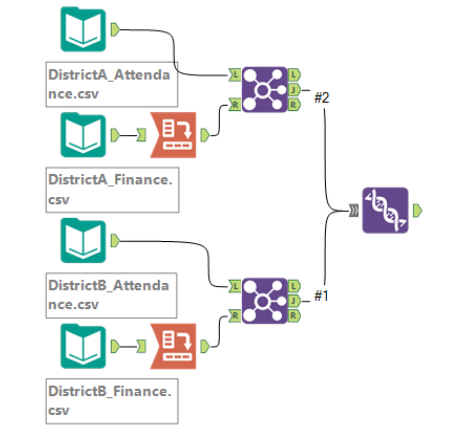 DistrictA_Attenda
nce.csv
L
R
L
J
R
#2
DistrictA_Finance.
csv
DistrictB_Attenda
nce.csv
L
R
L
J
R
#1
DistrictB_Finance.
csv